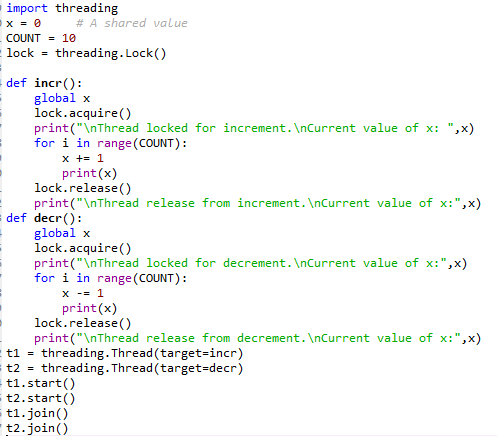 import threading
x = 0     # A shared value
COUNT = 10
lock = threading.Lock()
def incr():
    global x
    lock.acquire()
    print("\nThread locked for increment.\nCurrent value of x: ",x)
    for i in range(COUNT):
        x += 1
        print(x)
    lock.release()
    print("\nThread release from increment.\nCurrent value of x:",x)
def decr():
    global x
    lock.acquire()
    print("\nThread locked for decrement.\nCurrent value of x:",x)
    for i in range(COUNT):
        x -= 1
        print(x)
    lock.release()
    print("\nThread release from decrement.\nCurrent value of x:",x)
t1 = threading.Thread(target=incr)
t2 = threading.Thread(target=decr)
t1.start()
t2.start()
t1.join()
t2.join()